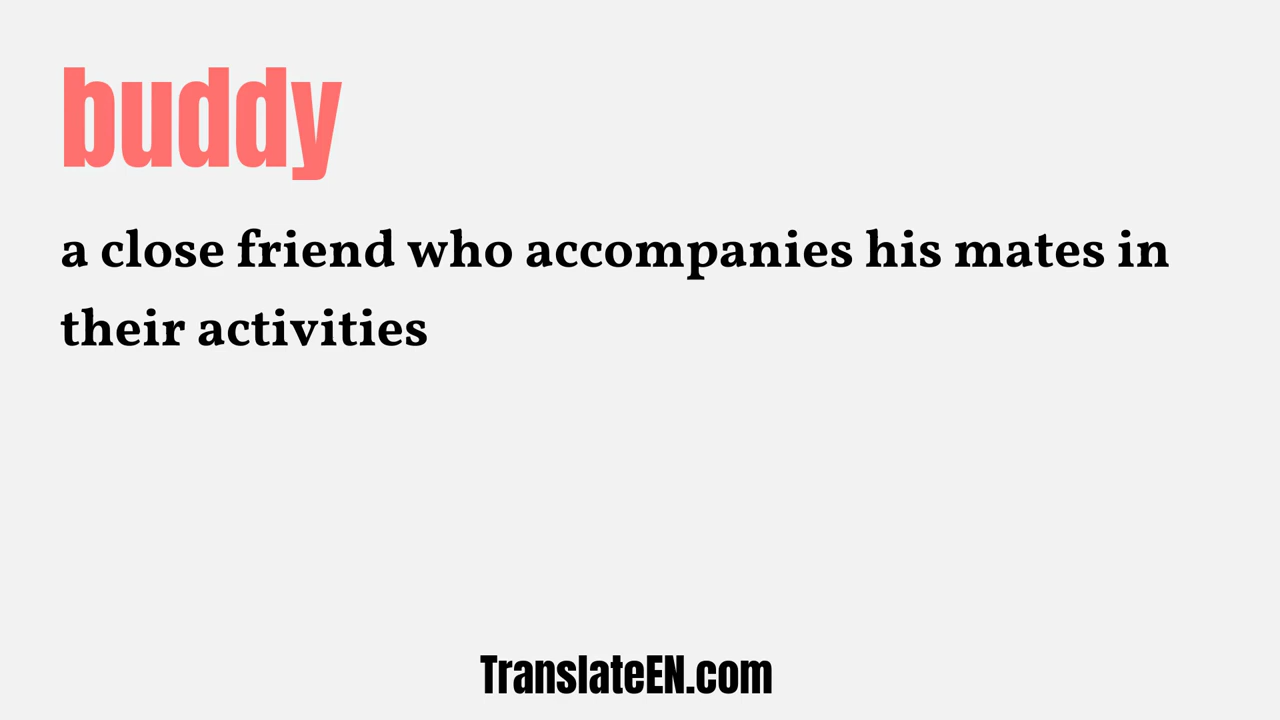 buddy
a close friend who accompanies his mates in
their activities
TranslateEN.com